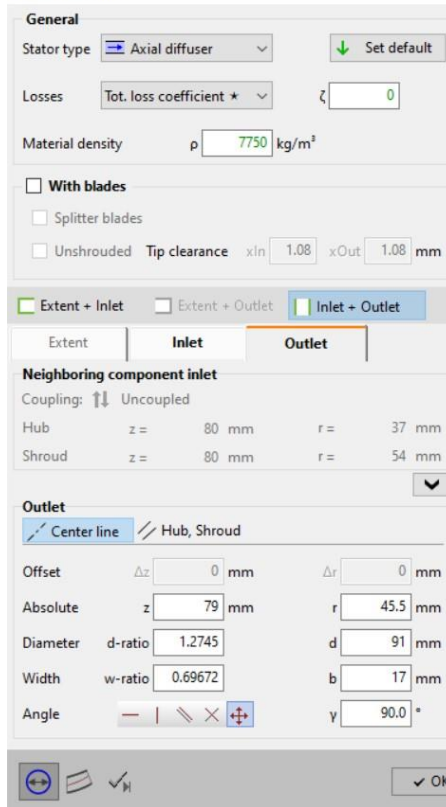 General
Stator type Axial diffuser Set default
Losses Tot. loss coefficient ★ ζ 0
Material density ρ 7750 kg/m³
With blades
Splitter blades
Unshrouded Tip clearance xIn 1.08 xOut 1.08 mm
Extent + Inlet Extent + Outlet Inlet + Outlet
Extent Inlet Outlet
Neighboring component inlet
Coupling: Uncoupled
Hub z = 80 mm r = 37 mm
Shroud z = 80 mm r = 54 mm
Outlet
Center line Hub, Shroud
Offset Δz 0 mm Δr 0 mm
Absolute z 79 mm r 45.5 mm
Diameter d-ratio 1.2745 d 91 mm
Width w-ratio 0.69672 b 17 mm
Angle γ 90.0 °
OK